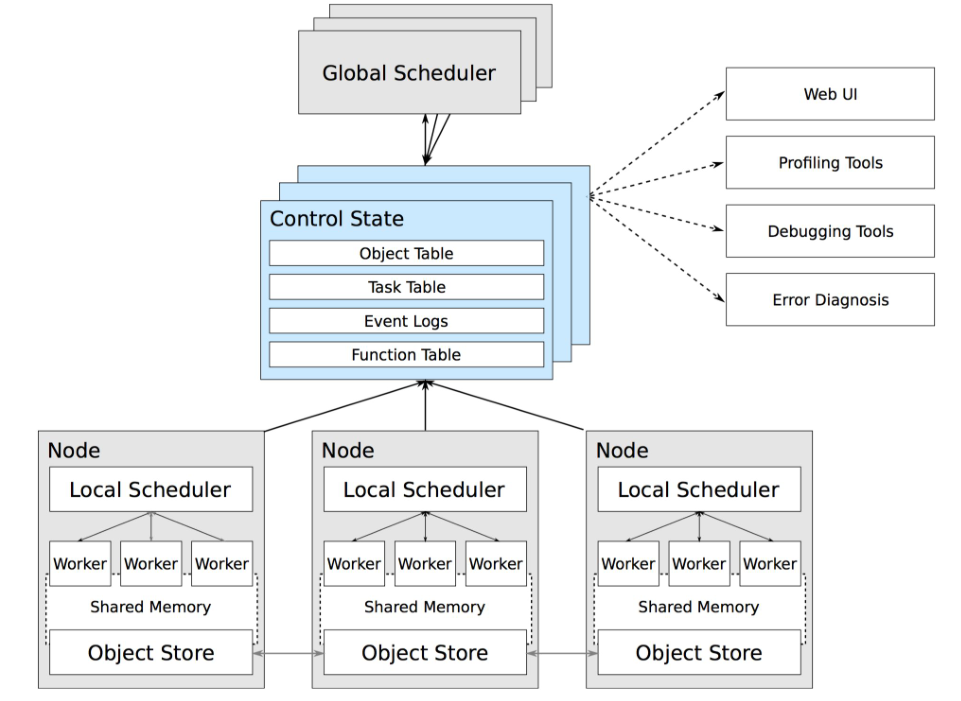 Global Scheduler
Web UI
Profiling Tools
Debugging Tools
Error Diagnosis
Control State
Object Table
Task Table
Event Logs
Function Table
Node
Local Scheduler
Worker
Worker
Worker
Shared Memory
Object Store
Node
Local Scheduler
Worker
Worker
Worker
Shared Memory
Object Store
Node
Local Scheduler
Worker
Worker
Worker
Shared Memory
Object Store